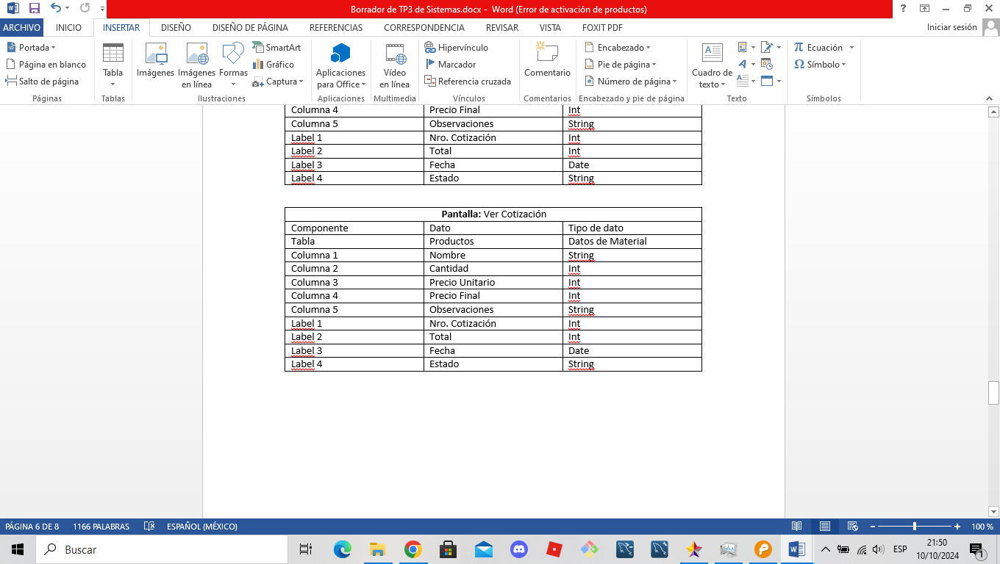 Borrador de TP3 de Sistemas.docx - Word (Error de activación de productos)
ARCHIVO INICIO INSERTAR DISEÑO DISEÑO DE PÁGINA REFERENCIAS CORRESPONDENCIA REVISAR VISTA FOXIT PDF Iniciar sesión
Portada
Página en blanco
Salto de página
Páginas
Tabla
Tablas
Imágenes
Imágenes en línea
Formas
SmartArt
Gráfico
Captura
Ilustraciones
Aplicaciones para Office
Aplicaciones
Vídeo en línea
Multimedia
Hipervínculo
Marcador
Referencia cruzada
Vínculos
Comentario
Comentarios
Encabezado
Pie de página
Número de página
Encabezado y pie de página
Cuadro de texto
Texto
Ecuación
Símbolo
Símbolos
Columna 4 Precio Final Int
Columna 5 Observaciones String
Label 1 Nro. Cotización Int
Label 2 Total Int
Label 3 Fecha Date
Label 4 Estado String
Pantalla: Ver Cotización
Componente Dato Tipo de dato
Tabla Productos Datos de Material
Columna 1 Nombre String
Columna 2 Cantidad Int
Columna 3 Precio Unitario Int
Columna 4 Precio Final Int
Columna 5 Observaciones String
Label 1 Nro. Cotización Int
Label 2 Total Int
Label 3 Fecha Date
Label 4 Estado String
PÁGINA 6 DE 8 1166 PALABRAS ESPAÑOL (MÉXICO) 100 %
Buscar
ESP
21:50
10/10/2024
1